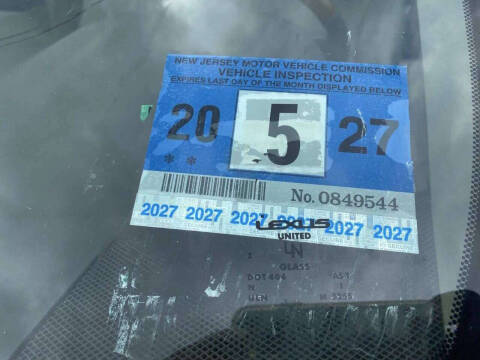 NEW JERSEY MOTOR VEHICLE COMMISSION
VEHICLE INSPECTION
EXPIRES LAST DAY OF THE MONTH DISPLAYED BELOW
20 5 27
**
No. 0849544
2027 2027 2027 2027 2027 2027
LEXUS
UNITED
GLASS
DOT